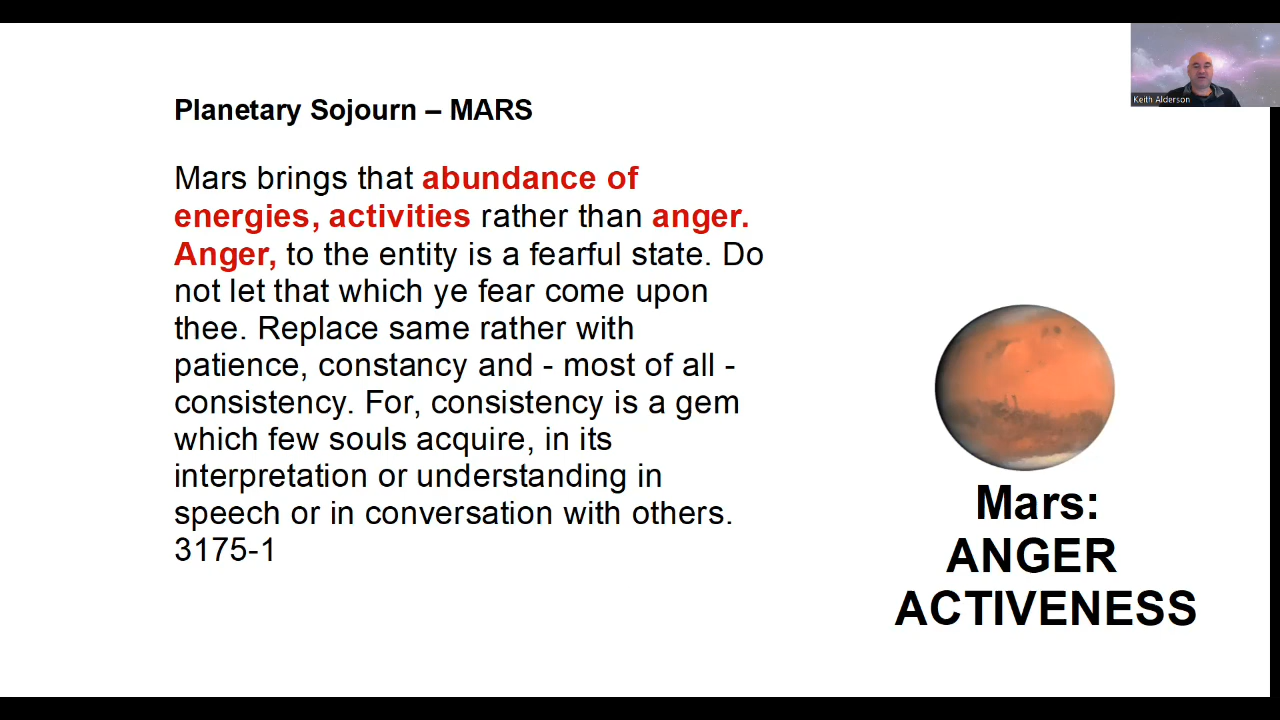 Planetary Sojourn – MARS
Mars brings that abundance of
energies, activities rather than anger.
Anger, to the entity is a fearful state. Do
not let that which ye fear come upon
thee. Replace same rather with
patience, constancy and - most of all -
consistency. For, consistency is a gem
which few souls acquire, in its
interpretation or understanding in
speech or in conversation with others.
3175-1
Keith Alderson
Mars:
ANGER
ACTIVENESS